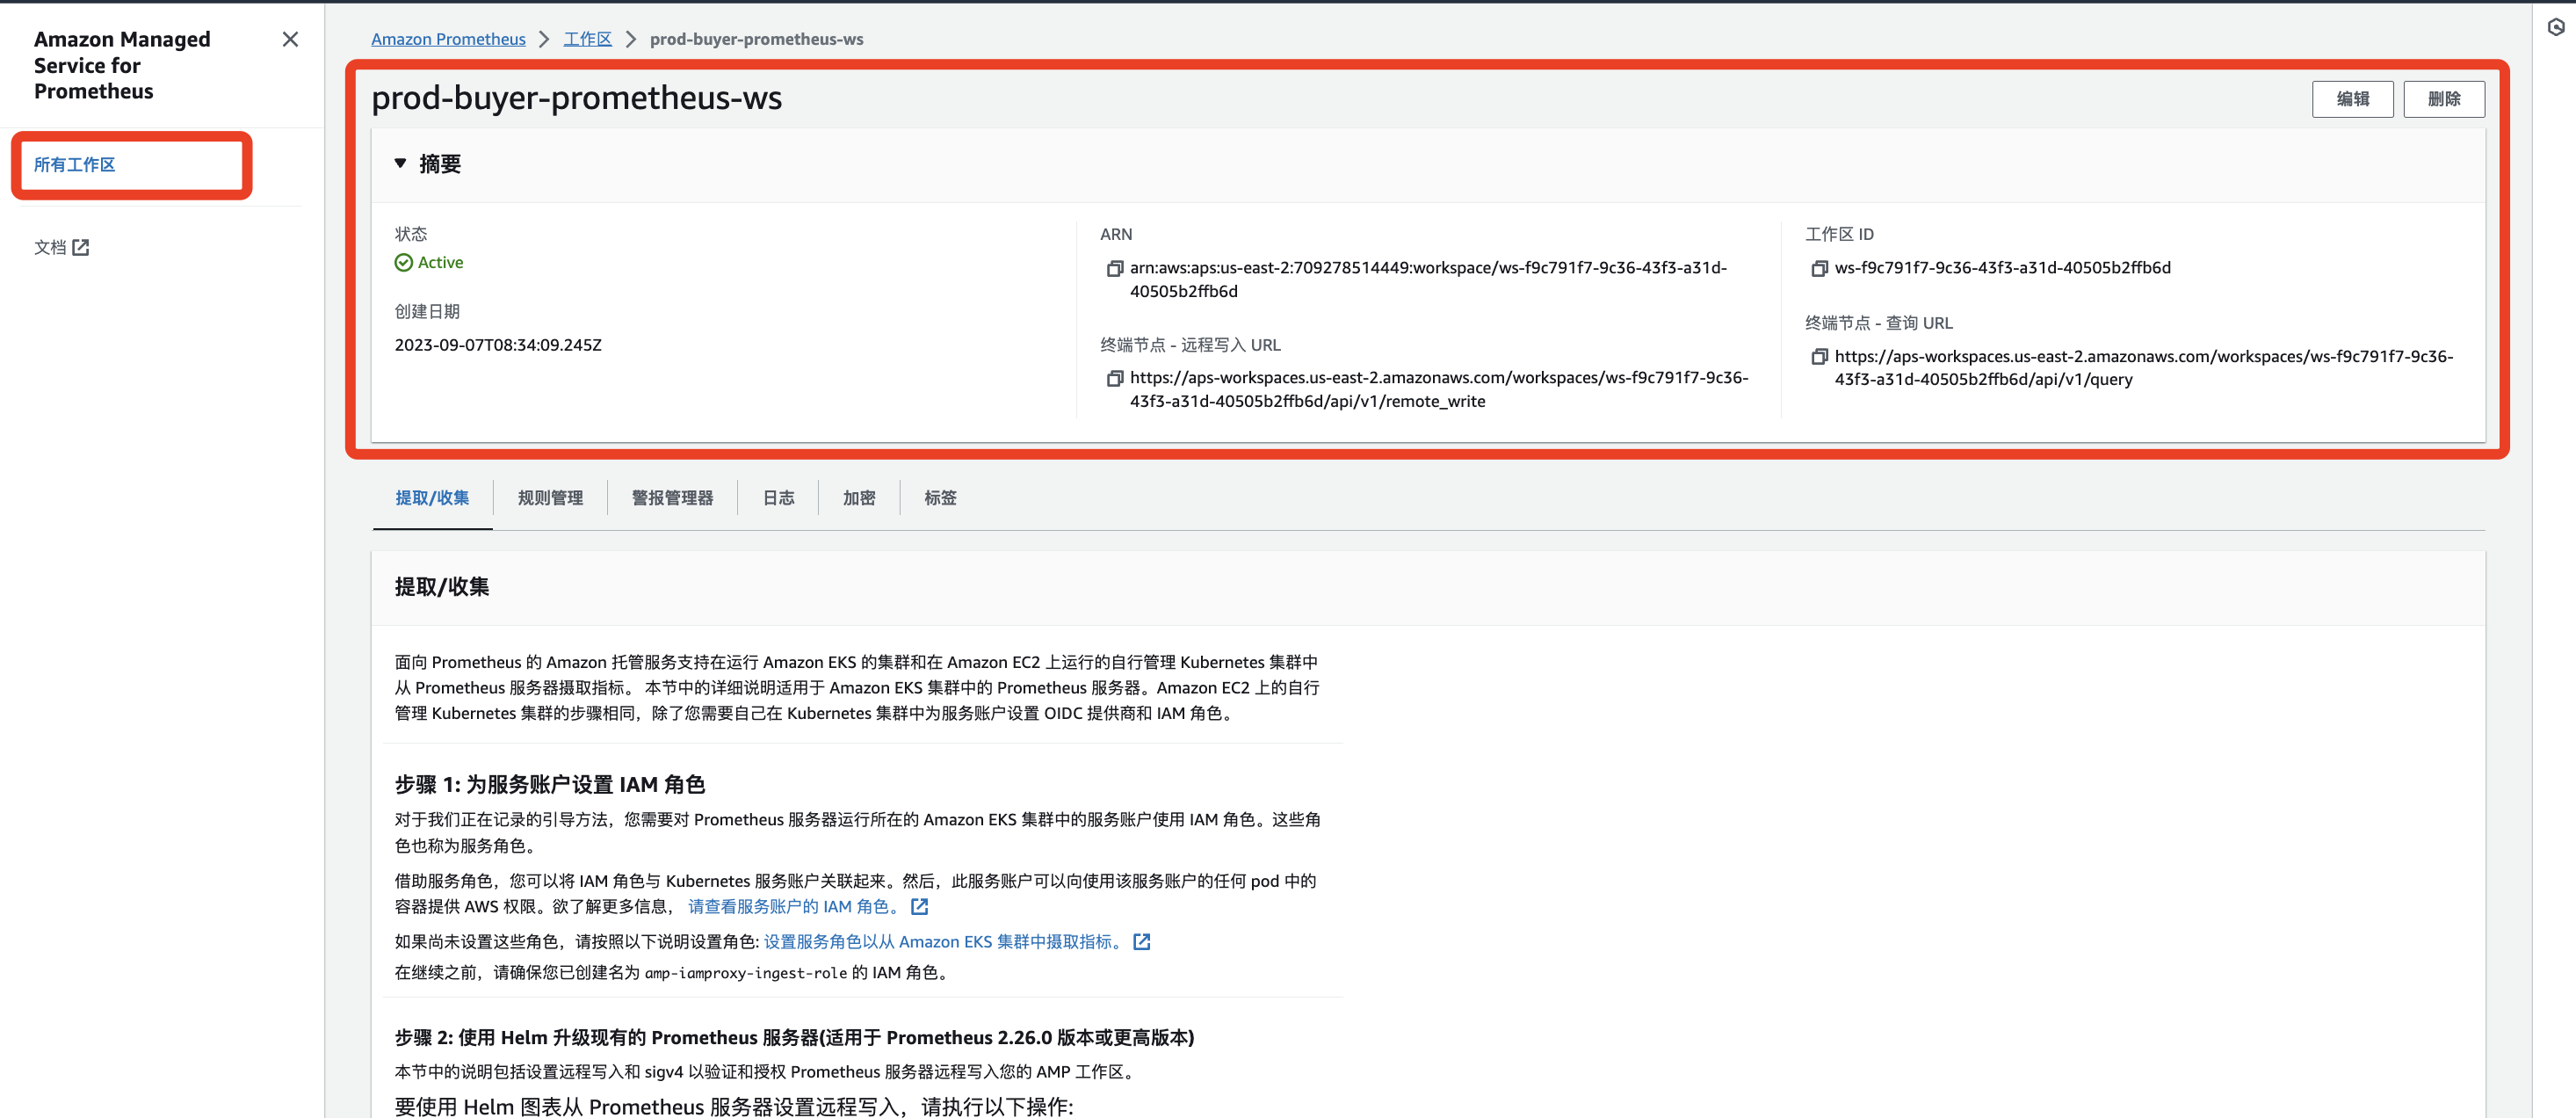 Amazon Managed
Service for
Prometheus
所有工作区
文档
Amazon Prometheus
工作区
prod-buyer-prometheus-ws
prod-buyer-prometheus-ws
编辑
删除
摘要
状态
Active
创建日期
2023-09-07T08:34:09.245Z
ARN
arn:aws:aps:us-east-2:709278514449:workspace/ws-f9c791f7-9c36-43f3-a31d-
40505b2ffb6d
终端节点 - 远程写入 URL
https://aps-workspaces.us-east-2.amazonaws.com/workspaces/ws-f9c791f7-9c36-
43f3-a31d-40505b2ffb6d/api/v1/remote_write
工作区 ID
ws-f9c791f7-9c36-43f3-a31d-40505b2ffb6d
终端节点 - 查询 URL
https://aps-workspaces.us-east-2.amazonaws.com/workspaces/ws-f9c791f7-9c36-
43f3-a31d-40505b2ffb6d/api/v1/query
提取/收集
规则管理
警报管理器
日志
加密
标签
提取/收集
面向 Prometheus 的 Amazon 托管服务支持在运行 Amazon EKS 的集群和在 Amazon EC2 上运行的自行管理 Kubernetes 集群中
从 Prometheus 服务器摄取指标。 本节中的详细说明适用于 Amazon EKS 集群中的 Prometheus 服务器。Amazon EC2 上的自行
管理 Kubernetes 集群的步骤相同，除了您需要自己在 Kubernetes 集群中为服务账户设置 OIDC 提供商和 IAM 角色。
步骤 1: 为服务账户设置 IAM 角色
对于我们正在记录的引导方法，您需要对 Prometheus 服务器运行所在的 Amazon EKS 集群中的服务账户使用 IAM 角色。这些角
色也称为服务角色。
借助服务角色，您可以将 IAM 角色与 Kubernetes 服务账户关联起来。然后，此服务账户可以向使用该服务账户的任何 pod 中的
容器提供 AWS 权限。欲了解更多信息， 请查看服务账户的 IAM 角色。
如果尚未设置这些角色，请按照以下说明设置角色: 设置服务角色以从 Amazon EKS 集群中摄取指标。
在继续之前，请确保您已创建名为 amp-iamproxy-ingest-role 的 IAM 角色。
步骤 2: 使用 Helm 升级现有的 Prometheus 服务器(适用于 Prometheus 2.26.0 版本或更高版本)
本节中的说明包括设置远程写入和 sigv4 以验证和授权 Prometheus 服务器远程写入您的 AMP 工作区。
要使用 Helm 图表从 Prometheus 服务器设置远程写入，请执行以下操作: